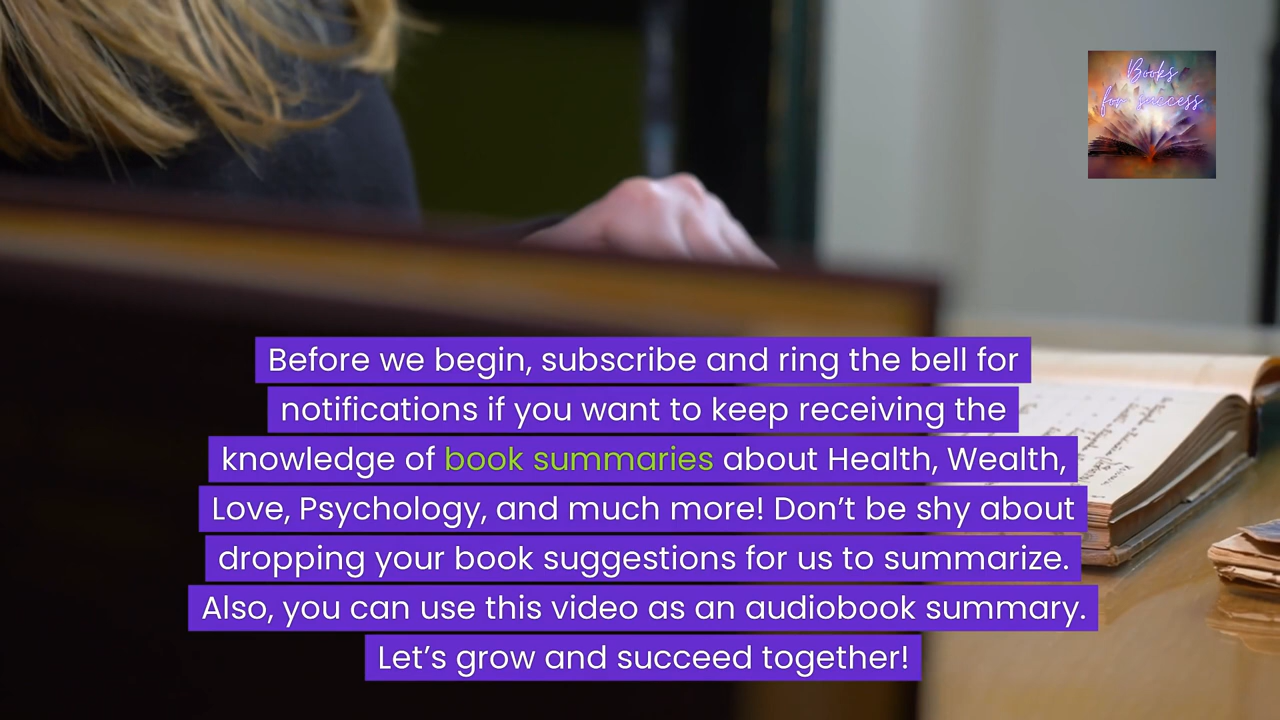 Books
for success
Before we begin, subscribe and ring the bell for
notifications if you want to keep receiving the
knowledge of book summaries about Health, Wealth,
Love, Psychology, and much more! Don’t be shy about
dropping your book suggestions for us to summarize.
Also, you can use this video as an audiobook summary.
Let’s grow and succeed together!